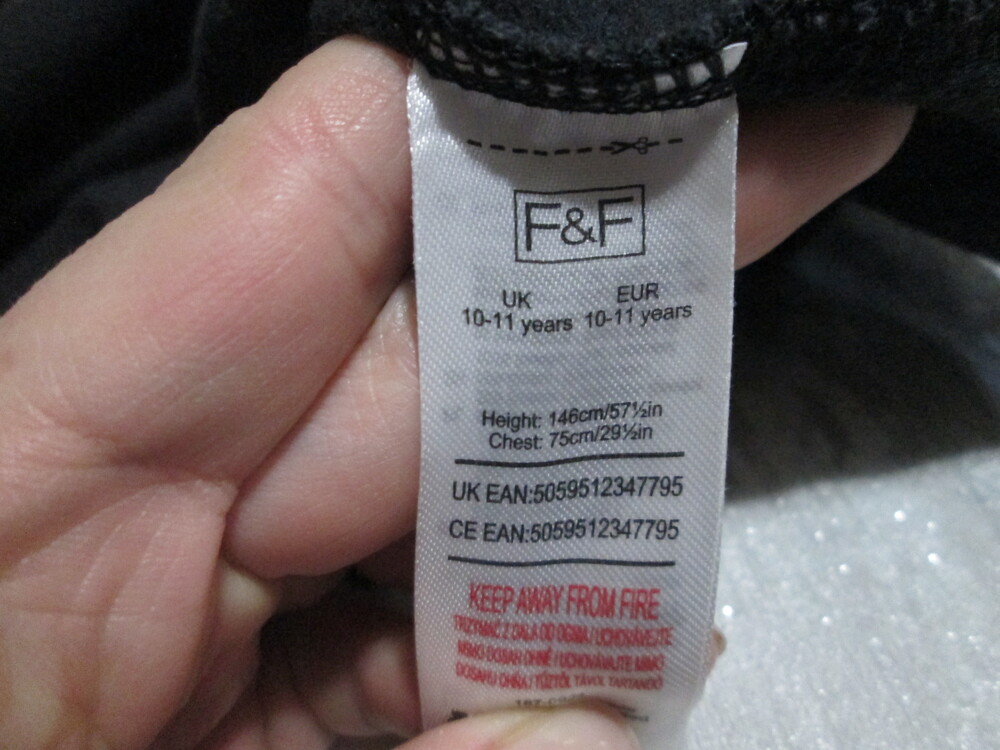 F&F
UK EUR
10-11 years 10-11 years
Height: 146cm/57½in
Chest: 75cm/29½in
UK EAN:5059512347795
CE EAN:5059512347795
KEEP AWAY FROM FIRE
TRZYMAĆ Z DALA OD OGNIA / UCHOVÁVEJTE
MIMO DOSAH OHNĚ / UCHOVÁVAJTE MIMO
DOSAHU OHŇA / TŰZTŐL TÁVOL TARTANDÓ